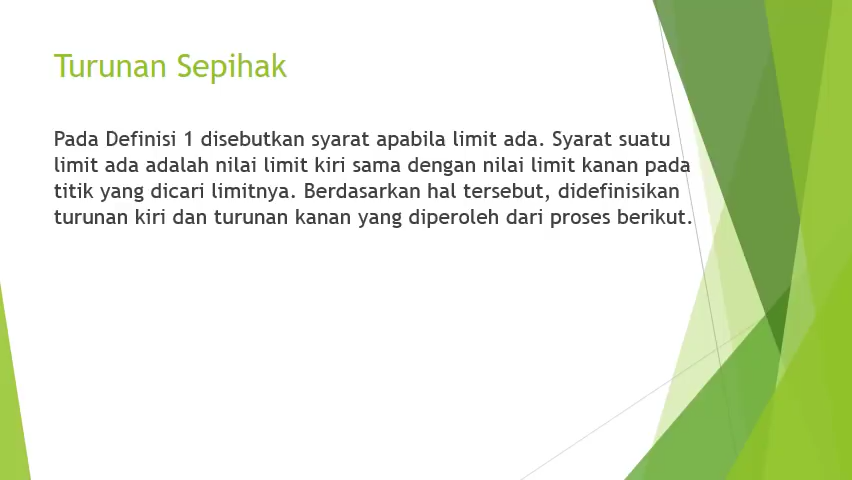 Turunan Sepihak
Pada Definisi 1 disebutkan syarat apabila limit ada. Syarat suatu
limit ada adalah nilai limit kiri sama dengan nilai limit kanan pada
titik yang dicari limitnya. Berdasarkan hal tersebut, didefinisikan
turunan kiri dan turunan kanan yang diperoleh dari proses berikut.